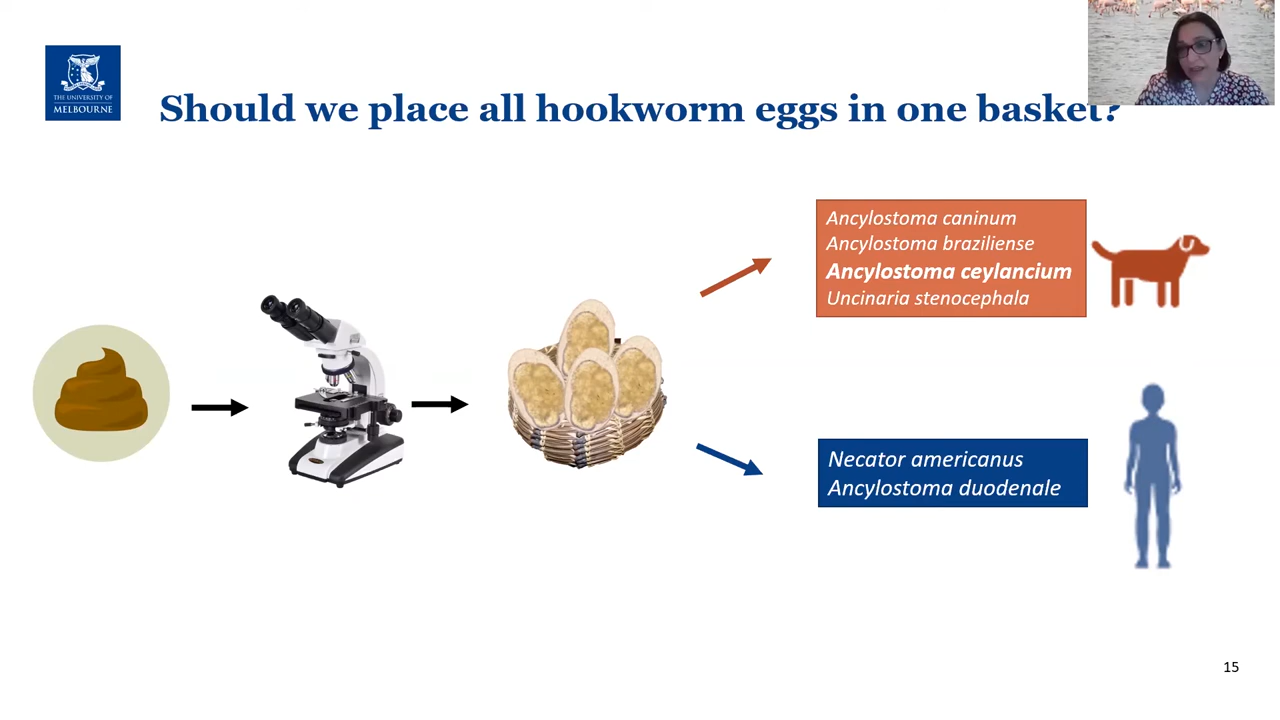 THE UNIVERSITY OF
MELBOURNE
Should we place all hookworm eggs in one basket?
Ancylostoma caninum
Ancylostoma braziliense
Ancylostoma ceylancium
Uncinaria stenocephala
Necator americanus
Ancylostoma duodenale
15